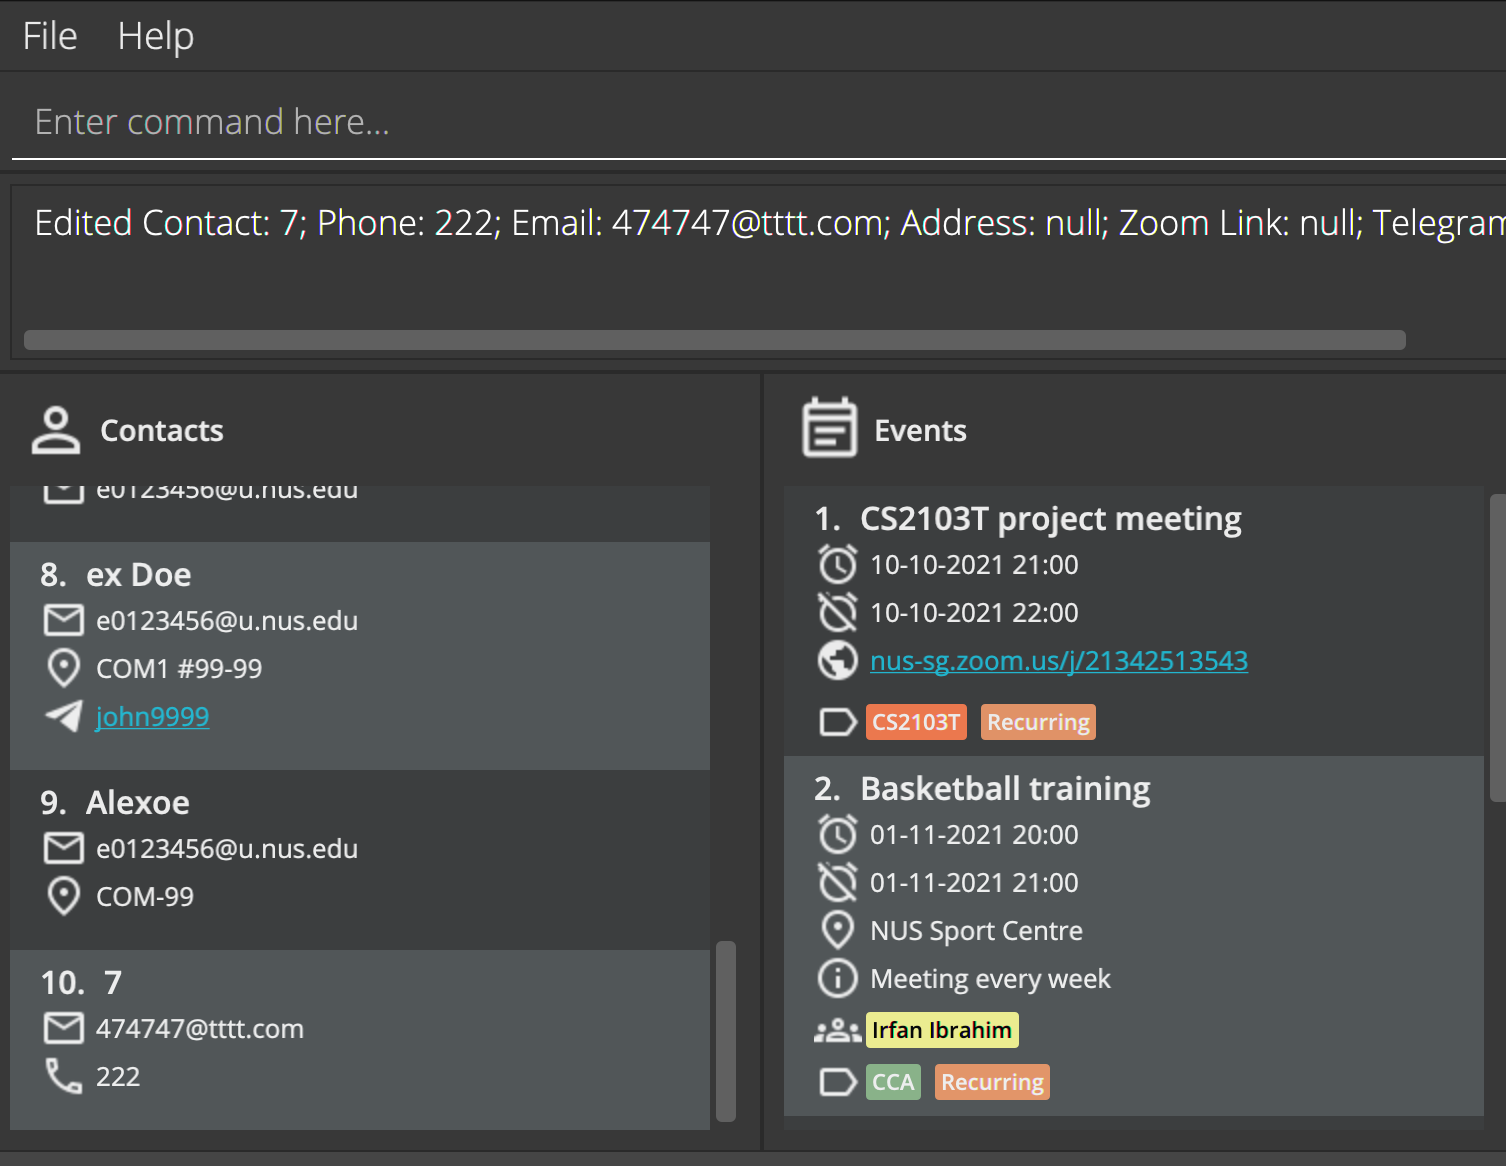 File Help
Enter command here...
Edited Contact: 7; Phone: 222; Email: 474747@tttt.com; Address: null; Zoom Link: null; Telegram
Contacts
e0123456@u.nus.edu
8. ex Doe
e0123456@u.nus.edu
COM1 #99-99
john9999
9. Alexoe
e0123456@u.nus.edu
COM-99
10. 7
474747@tttt.com
222
Events
1. CS2103T project meeting
10-10-2021 21:00
10-10-2021 22:00
nus-sg.zoom.us/j/21342513543
CS2103T Recurring
2. Basketball training
01-11-2021 20:00
01-11-2021 21:00
NUS Sport Centre
Meeting every week
Irfan Ibrahim
CCA Recurring